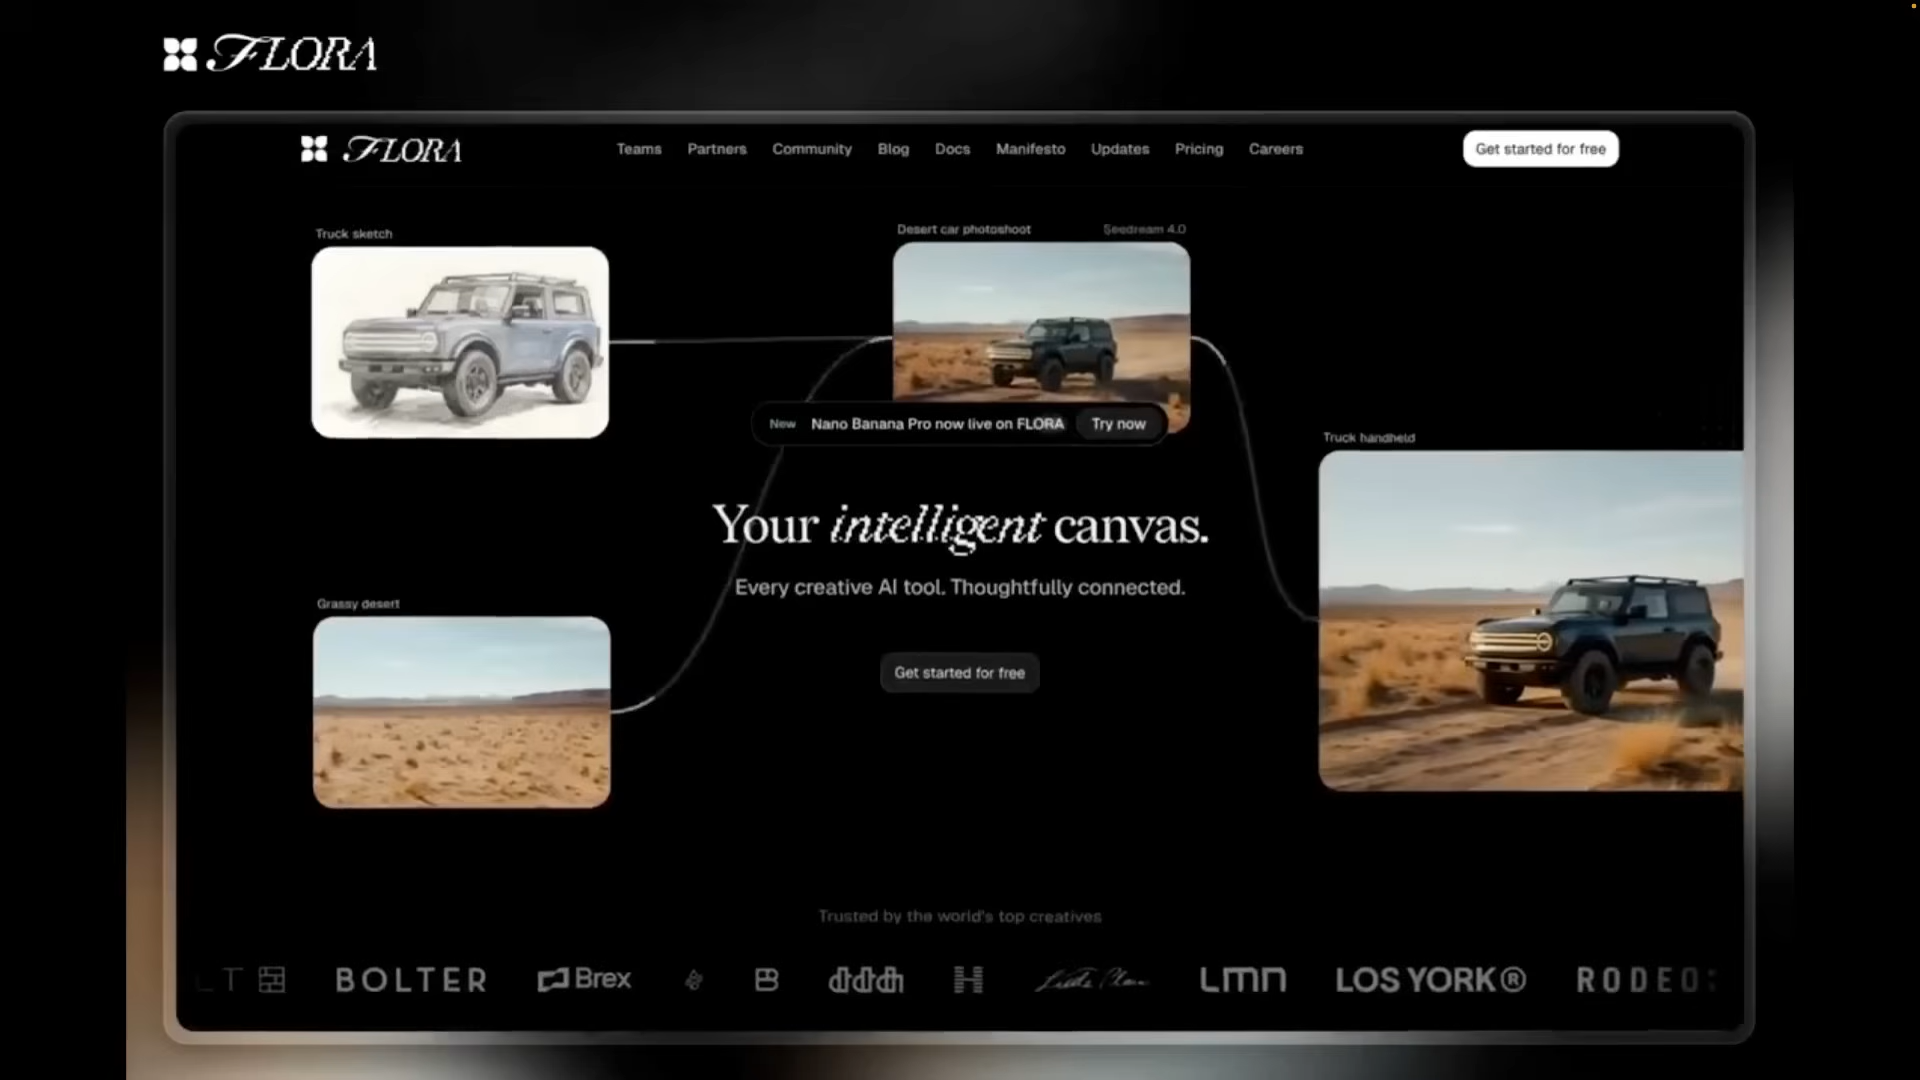 FLORA
FLORA
Teams Partners Community Blog Docs Manifesto Updates Pricing Careers
Get started for free
Truck sketch
Desert car photoshoot Seedream 4.0
New Nano Banana Pro now live on FLORA Try now
Truck handheld
Your intelligent canvas.
Every creative AI tool. Thoughtfully connected.
Grassy desert
Get started for free
Trusted by the world's top creatives
LT BOLTER Brex B dddh H LMN LOS YORK® RODEO: